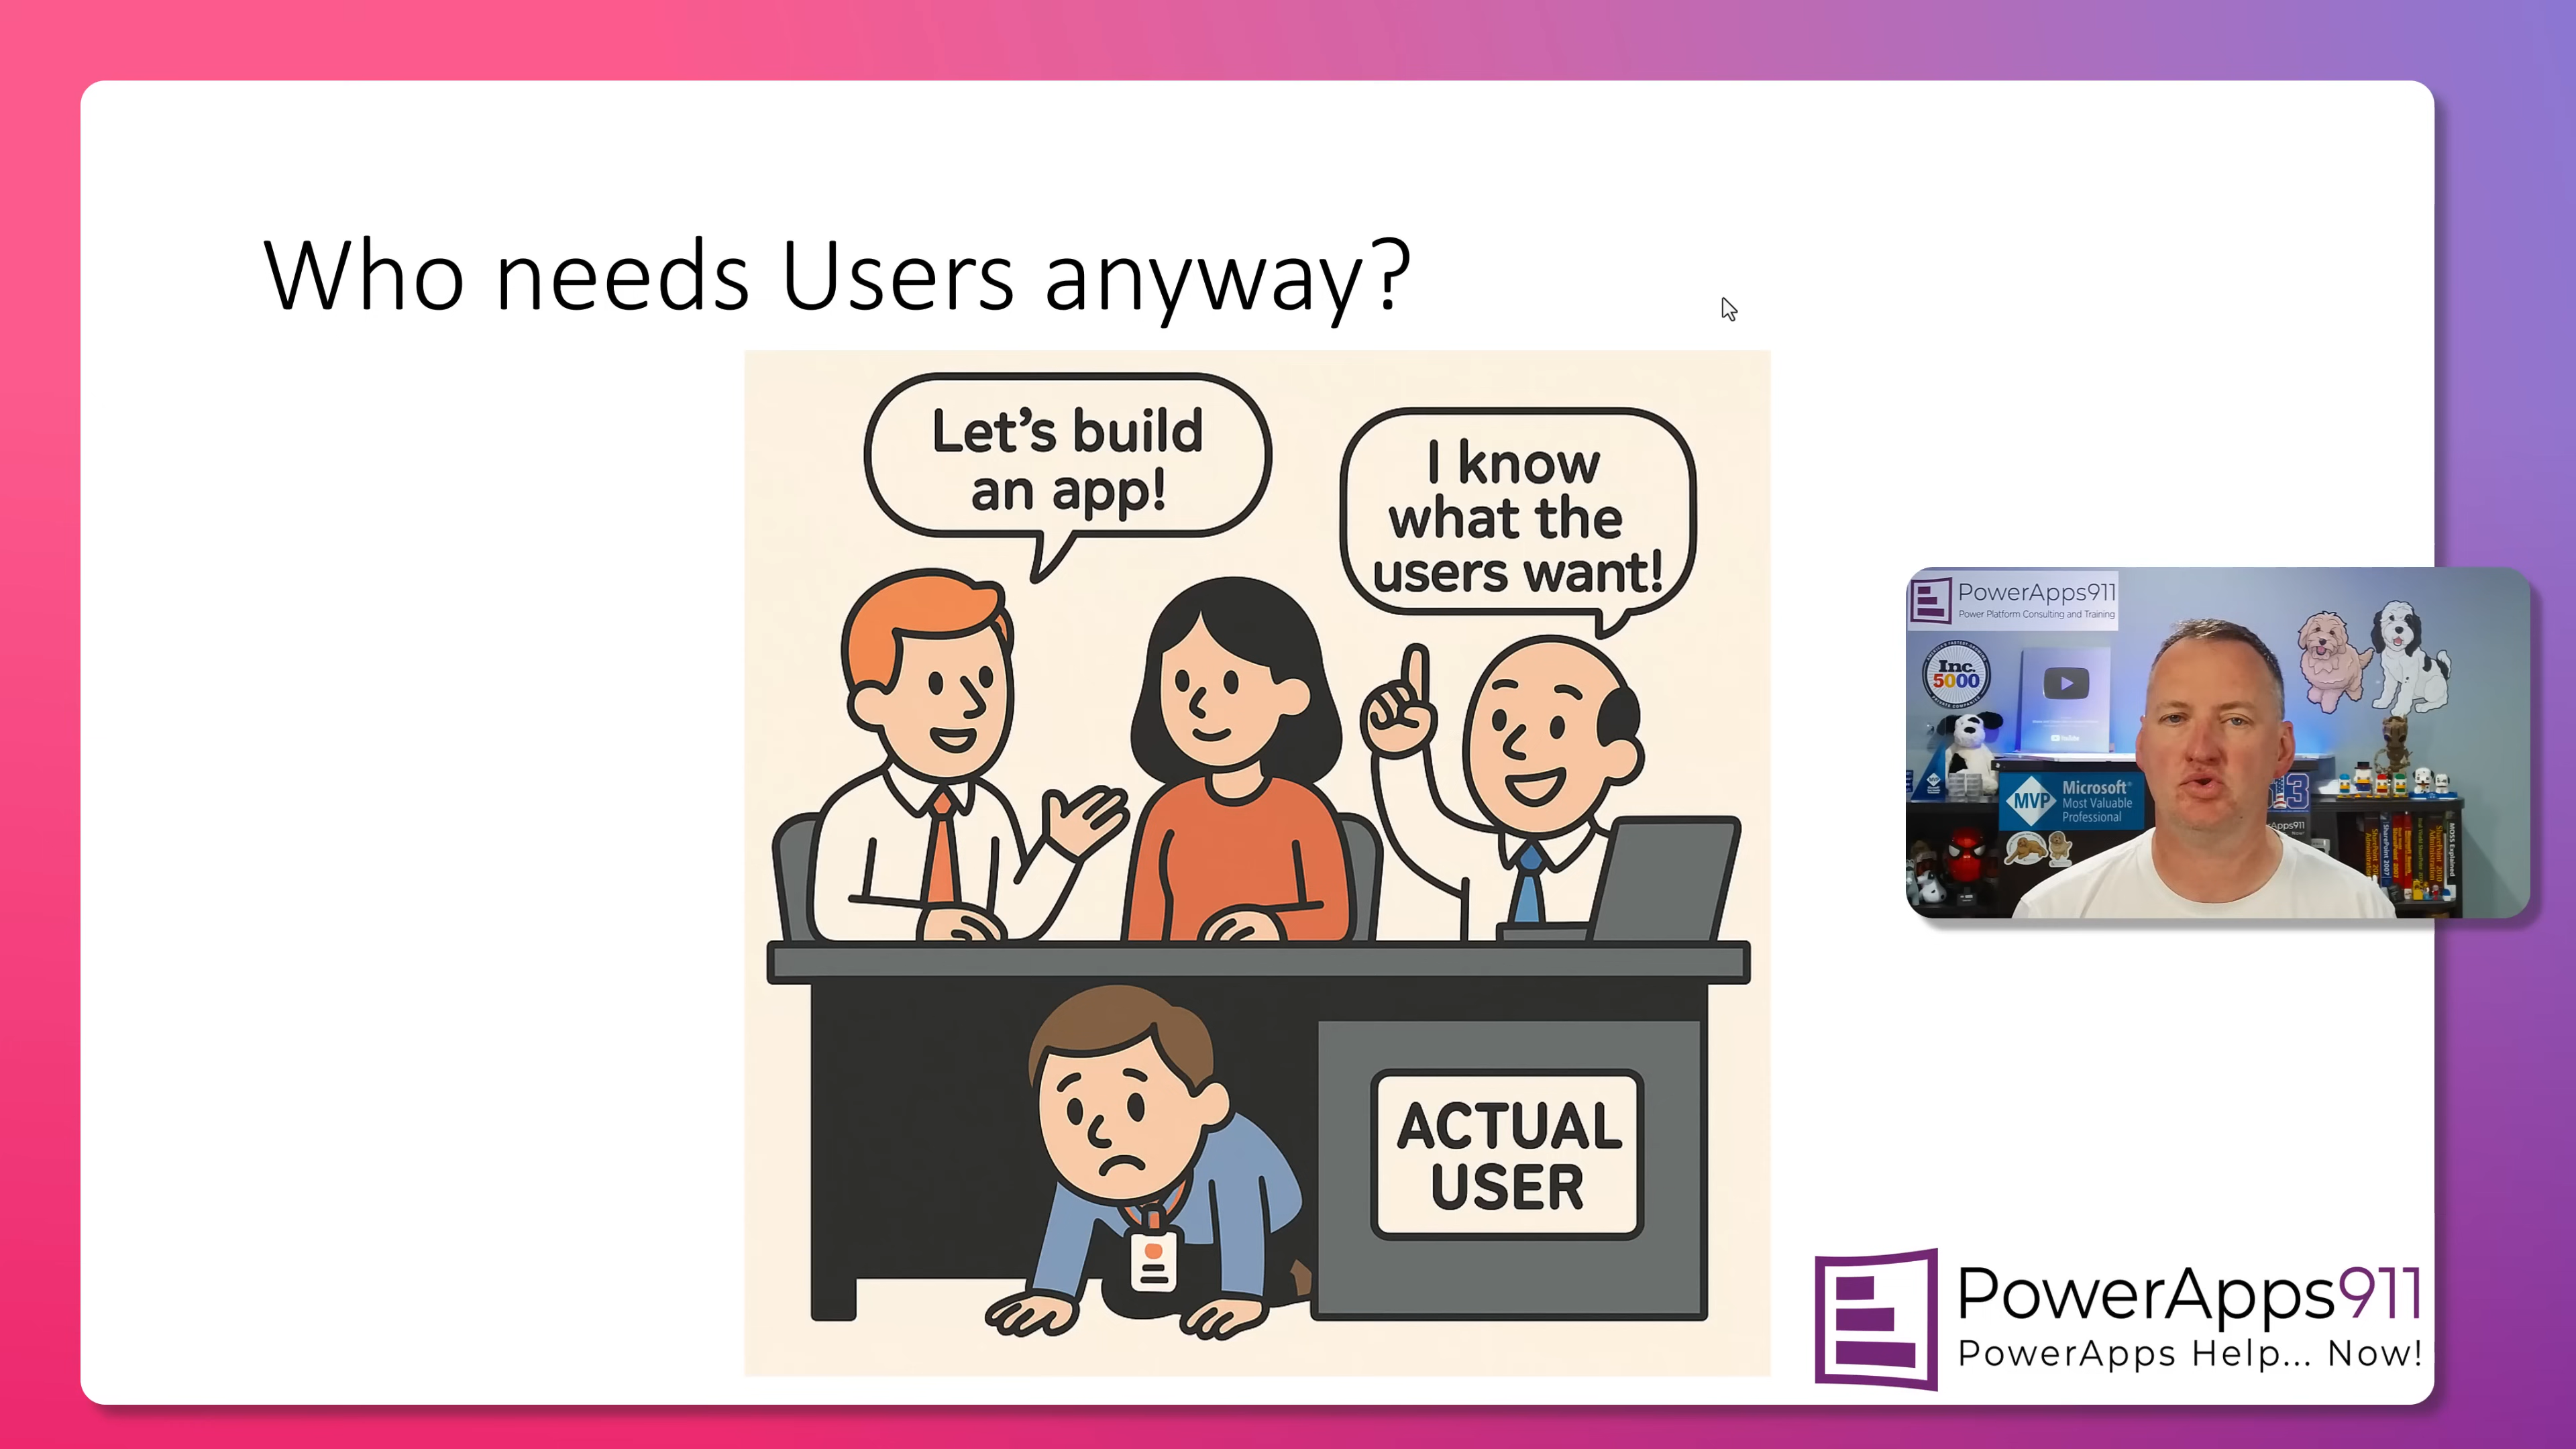 Who needs Users anyway?
Let's build
an app!
I know
what the
users want!
ACTUAL
USER
PowerApps911
Power Platform Consulting and Training
Inc.
5000
YouTube
MVP
Microsoft®
Most Valuable
Professional
PowerApps911
PowerApps Help... Now!